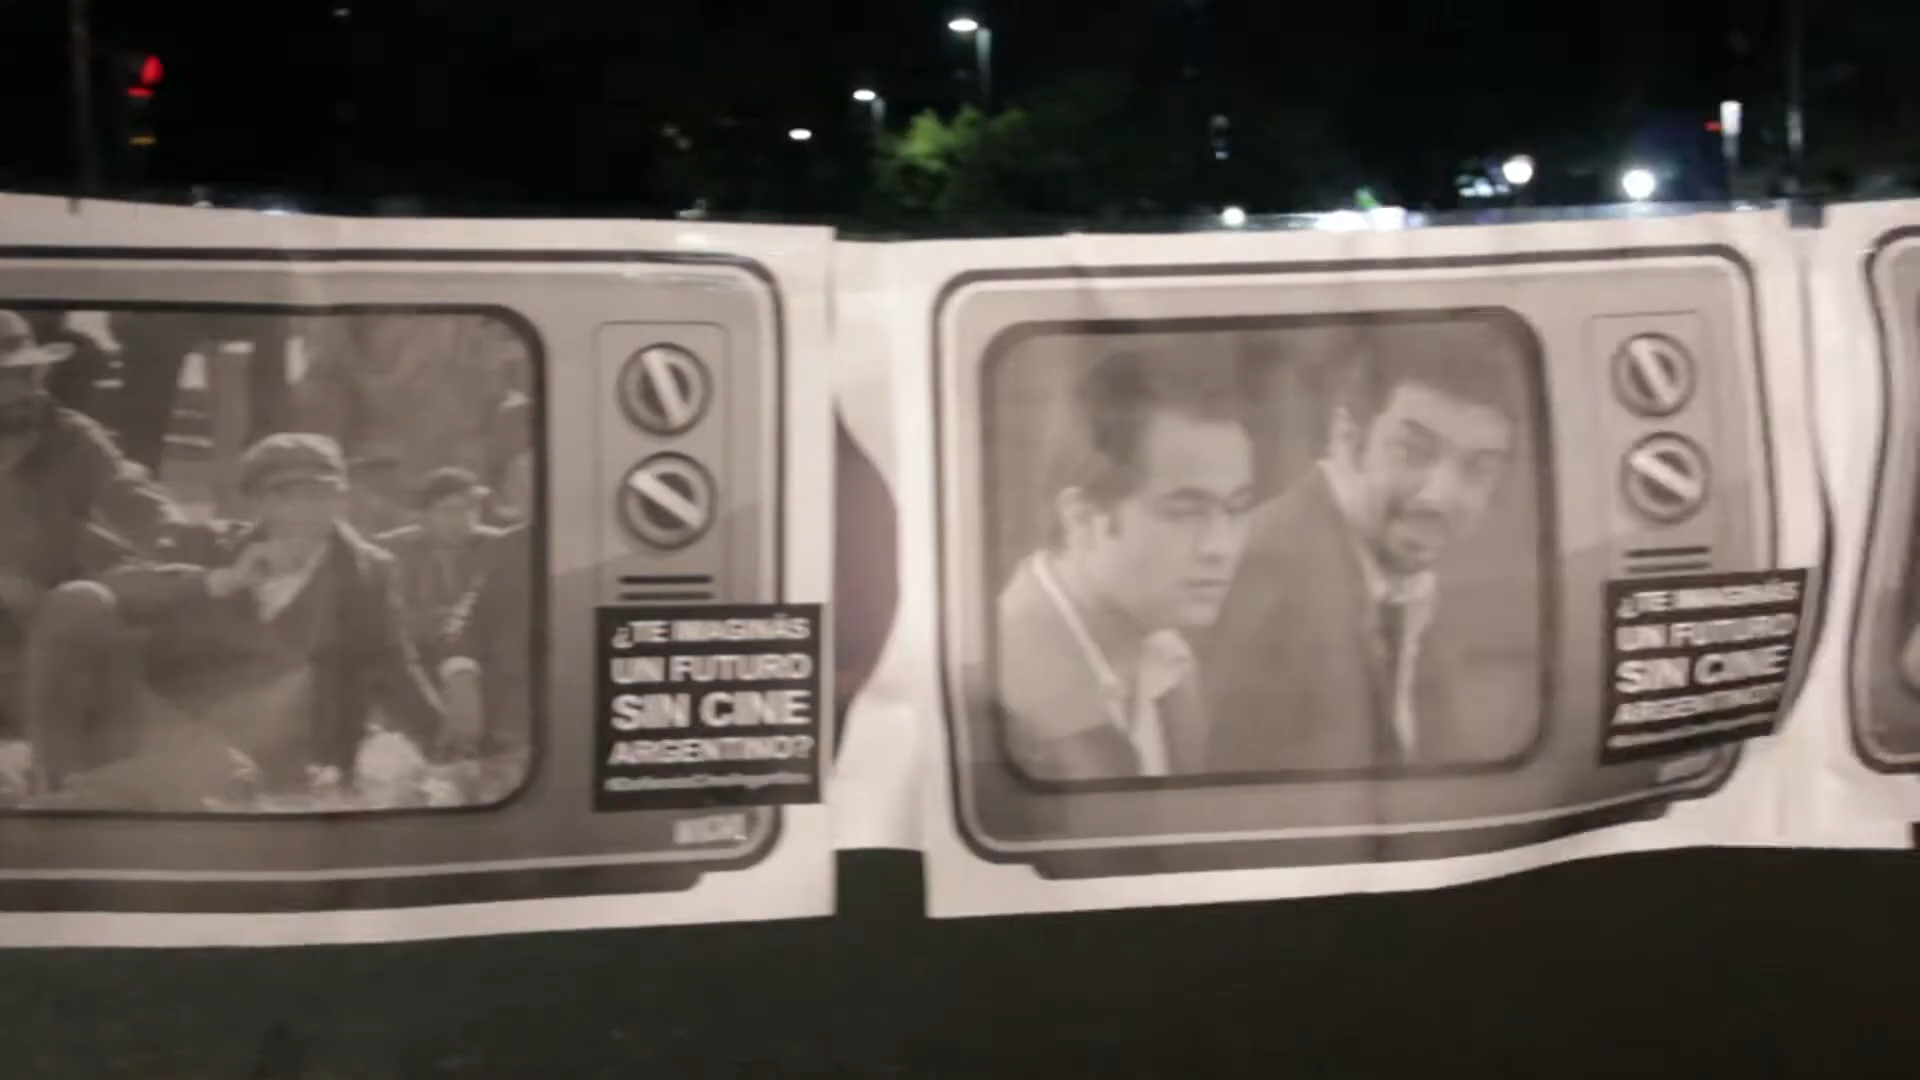 ¿TE IMAGINÁS
UN FUTURO
SIN CINE
ARGENTINO?
¿TE IMAGINÁS
UN FUTURO
SIN CINE
ARGENTINO?